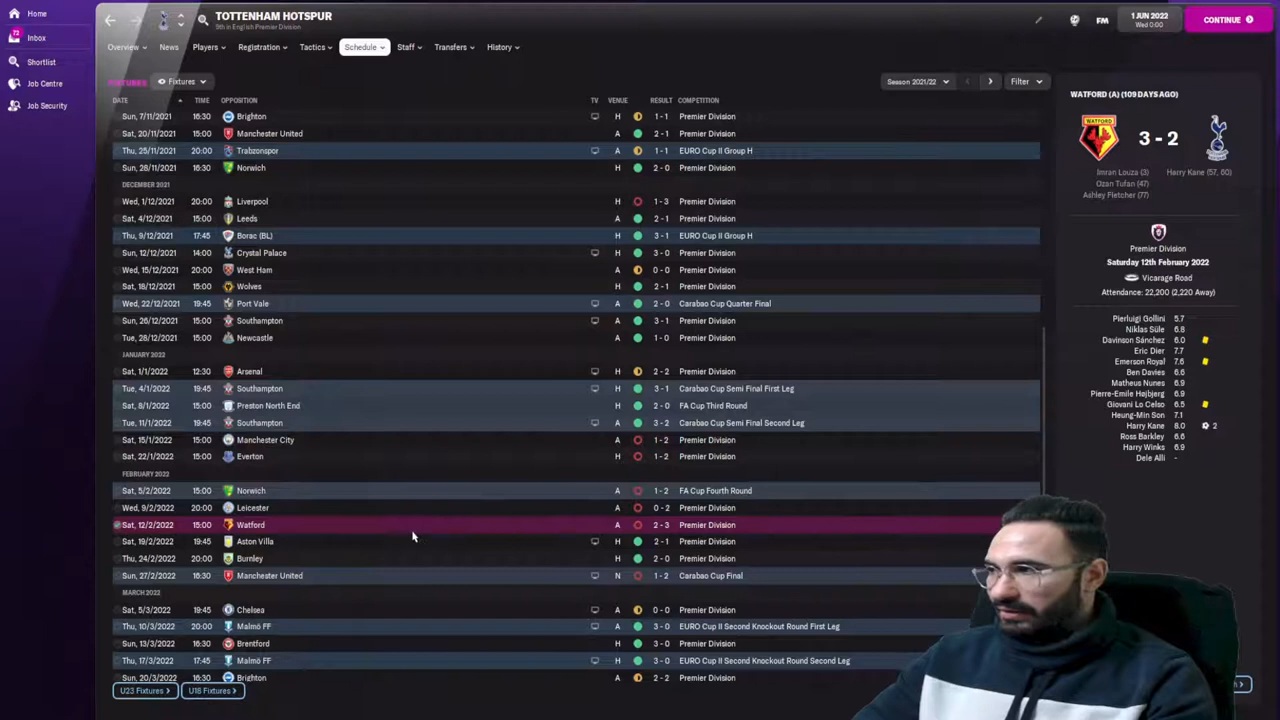 Home
TOTTENHAM HOTSPUR
9th in English Premier Division
FM
1 JUN 2022
Wed 0:00
CONTINUE
72
Inbox
Shortlist
Job Centre
Job Security
Overview News Players Registration Tactics Schedule Staff Transfers History
FIXTURES Fixtures Season 2021/22 Filter
DATE TIME OPPOSITION TV VENUE RESULT COMPETITION
Sun, 7/11/2021 16:30 Brighton H 1 - 1 Premier Division
Sat, 20/11/2021 15:00 Manchester United A 2 - 1 Premier Division
Thu, 25/11/2021 20:00 Trabzonspor A 1 - 1 EURO Cup II Group H
Sun, 28/11/2021 16:30 Norwich H 2 - 0 Premier Division
DECEMBER 2021
Wed, 1/12/2021 20:00 Liverpool H 1 - 3 Premier Division
Sat, 4/12/2021 15:00 Leeds H 2 - 1 Premier Division
Thu, 9/12/2021 17:45 Borac (BL) H 3 - 1 EURO Cup II Group H
Sun, 12/12/2021 14:00 Crystal Palace H 3 - 0 Premier Division
Wed, 15/12/2021 20:00 West Ham A 0 - 0 Premier Division
Sat, 18/12/2021 15:00 Wolves H 2 - 1 Premier Division
Wed, 22/12/2021 19:45 Port Vale A 2 - 0 Carabao Cup Quarter Final
Sun, 26/12/2021 15:00 Southampton A 3 - 1 Premier Division
Tue, 28/12/2021 15:00 Newcastle A 1 - 0 Premier Division
JANUARY 2022
Sat, 1/1/2022 12:30 Arsenal H 2 - 2 Premier Division
Tue, 4/1/2022 19:45 Southampton H 3 - 1 Carabao Cup Semi Final First Leg
Sat, 8/1/2022 15:00 Preston North End H 2 - 0 FA Cup Third Round
Tue, 11/1/2022 19:45 Southampton A 3 - 2 Carabao Cup Semi Final Second Leg
Sat, 15/1/2022 15:00 Manchester City A 1 - 2 Premier Division
Sat, 22/1/2022 15:00 Everton H 1 - 2 Premier Division
FEBRUARY 2022
Sat, 5/2/2022 15:00 Norwich A 1 - 2 FA Cup Fourth Round
Wed, 9/2/2022 20:00 Leicester A 0 - 2 Premier Division
Sat, 12/2/2022 15:00 Watford A 2 - 3 Premier Division
Sat, 19/2/2022 19:45 Aston Villa H 2 - 1 Premier Division
Thu, 24/2/2022 20:00 Burnley H 2 - 0 Premier Division
Sun, 27/2/2022 16:30 Manchester United N 1 - 2 Carabao Cup Final
MARCH 2022
Sat, 5/3/2022 19:45 Chelsea A 0 - 0 Premier Division
Thu, 10/3/2022 20:00 Malmö FF A 3 - 0 EURO Cup II Second Knockout Round First Leg
Sun, 13/3/2022 16:30 Brentford H 3 - 0 Premier Division
Thu, 17/3/2022 17:45 Malmö FF H 3 - 0 EURO Cup II Second Knockout Round Second Leg
Sun, 20/3/2022 16:30 Brighton A 2 - 2 Premier Division
U23 Fixtures U18 Fixtures
WATFORD (A) (109 DAYS AGO)
WATFORD
3 - 2
Imran Louza (3)
Ozan Tufan (47)
Ashley Fletcher (77)
Harry Kane (57, 60)
Premier Division
Saturday 12th February 2022
Vicarage Road
Attendance: 22,200 (2,220 Away)
Pierluigi Gollini 5.7
Niklas Süle 6.8
Davinson Sánchez 6.0
Eric Dier 7.7
Emerson Royal 7.6
Ben Davies 6.6
Matheus Nunes 6.9
Pierre-Emile Højbjerg 6.9
Giovani Lo Celso 6.5
Heung-Min Son 7.1
Harry Kane 8.0 2
Ross Barkley 6.6
Harry Winks 6.9
Dele Alli -